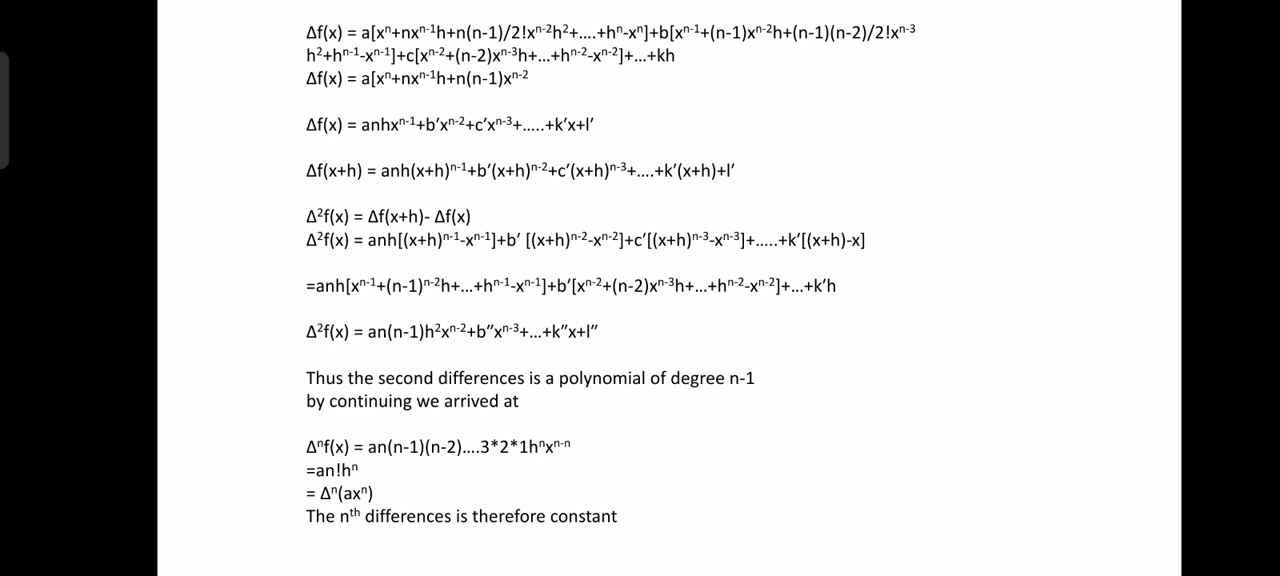 Δf(x) = a[xⁿ+nxⁿ⁻¹h+n(n-1)/2!xⁿ⁻²h²+....+hⁿ-xⁿ]+b[xⁿ⁻¹+(n-1)xⁿ⁻²h+(n-1)(n-2)/2!xⁿ⁻³
h²+hⁿ⁻¹-xⁿ⁻¹]+c[xⁿ⁻²+(n-2)xⁿ⁻³h+...+hⁿ⁻²-xⁿ⁻²]+...+kh
Δf(x) = a[xⁿ+nxⁿ⁻¹h+n(n-1)xⁿ⁻²
Δf(x) = anhxⁿ⁻¹+b′xⁿ⁻²+c′xⁿ⁻³+.....+k′x+l′
Δf(x+h) = anh(x+h)ⁿ⁻¹+b′(x+h)ⁿ⁻²+c′(x+h)ⁿ⁻³+....+k′(x+h)+l′
Δ²f(x) = Δf(x+h)- Δf(x)
Δ²f(x) = anh[(x+h)ⁿ⁻¹-xⁿ⁻¹]+b′ [(x+h)ⁿ⁻²-xⁿ⁻²]+c′[(x+h)ⁿ⁻³-xⁿ⁻³]+.....+k′[(x+h)-x]
=anh[xⁿ⁻¹+(n-1)ⁿ⁻²h+...+hⁿ⁻¹-xⁿ⁻¹]+b′[xⁿ⁻²+(n-2)xⁿ⁻³h+...+hⁿ⁻²-xⁿ⁻²]+...+k′h
Δ²f(x) = an(n-1)h²xⁿ⁻²+b″xⁿ⁻³+...+k″x+l″
Thus the second differences is a polynomial of degree n-1
by continuing we arrived at
Δⁿf(x) = an(n-1)(n-2)....3*2*1hⁿxⁿ⁻ⁿ
=an!hⁿ
= Δⁿ(axⁿ)
The nᵗʰ differences is therefore constant